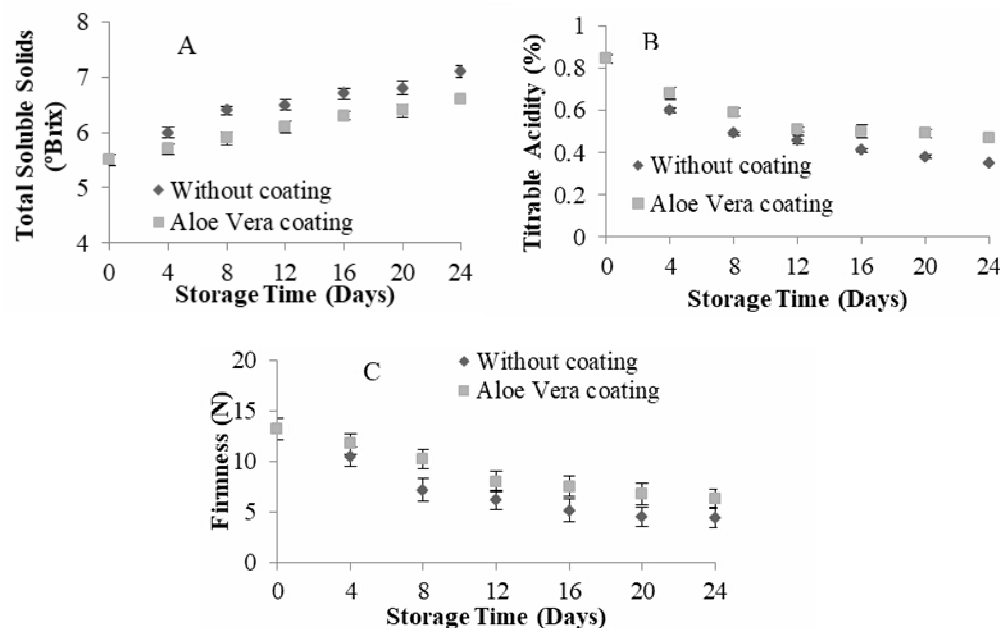 A
Total Soluble Solids
(ºBrix)
8
7
6
5
4
Without coating
Aloe Vera coating
0 4 8 12 16 20 24
Storage Time (Days)
B
Titrable Acidity (%)
1
0.8
0.6
0.4
0.2
0
Without coating
Aloe Vera coating
0 4 8 12 16 20 24
Storage Time (Days)
C
Firmness (N)
20
15
10
5
0
Without coating
Aloe Vera coating
0 4 8 12 16 20 24
Storage Time (Days)